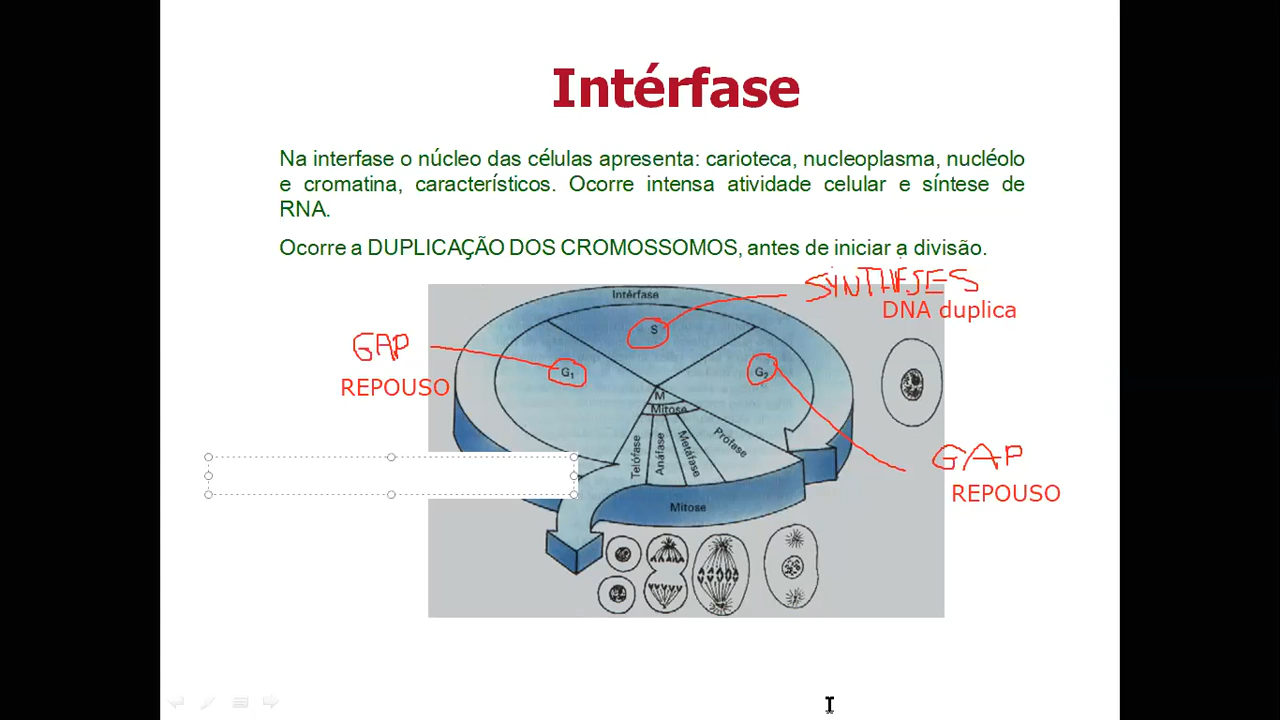 Intérfase
Na interfase o núcleo das células apresenta: carioteca, nucleoplasma, nucléolo
e cromatina, característicos. Ocorre intensa atividade celular e síntese de
RNA.
Ocorre a DUPLICAÇÃO DOS CROMOSSOMOS, antes de iniciar a divisão.
SYNTHESES
DNA duplica
Intérfase
S
GAP
REPOUSO
G1
G2
M
Mitose
Telófase
Anáfase
Metáfase
Prófase
GAP
REPOUSO
Mitose